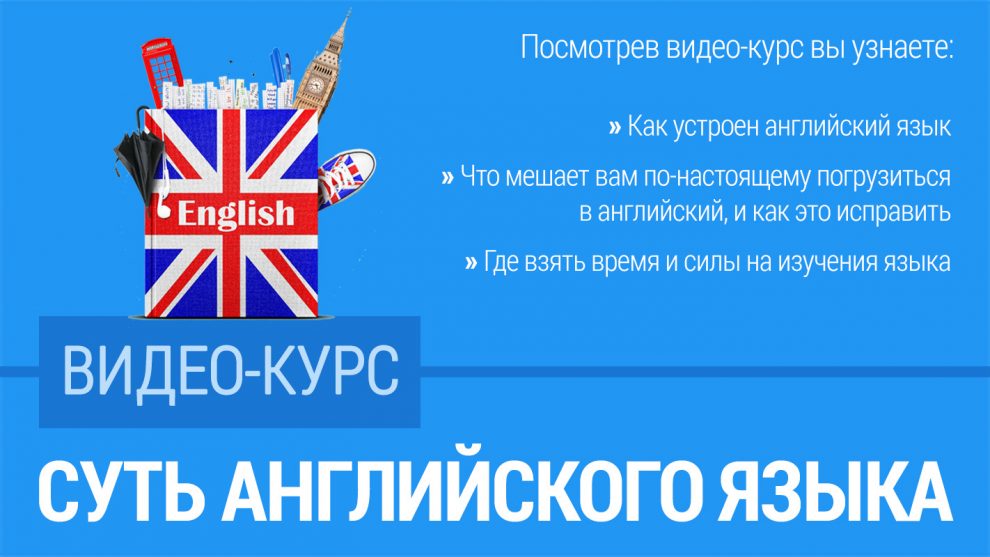 Посмотрев видео-курс вы узнаете:
» Как устроен английский язык
» Что мешает вам по-настоящему погрузиться
в английский, и как это исправить
» Где взять время и силы на изучения языка
English
ВИДЕО-КУРС
СУТЬ АНГЛИЙСКОГО ЯЗЫКА